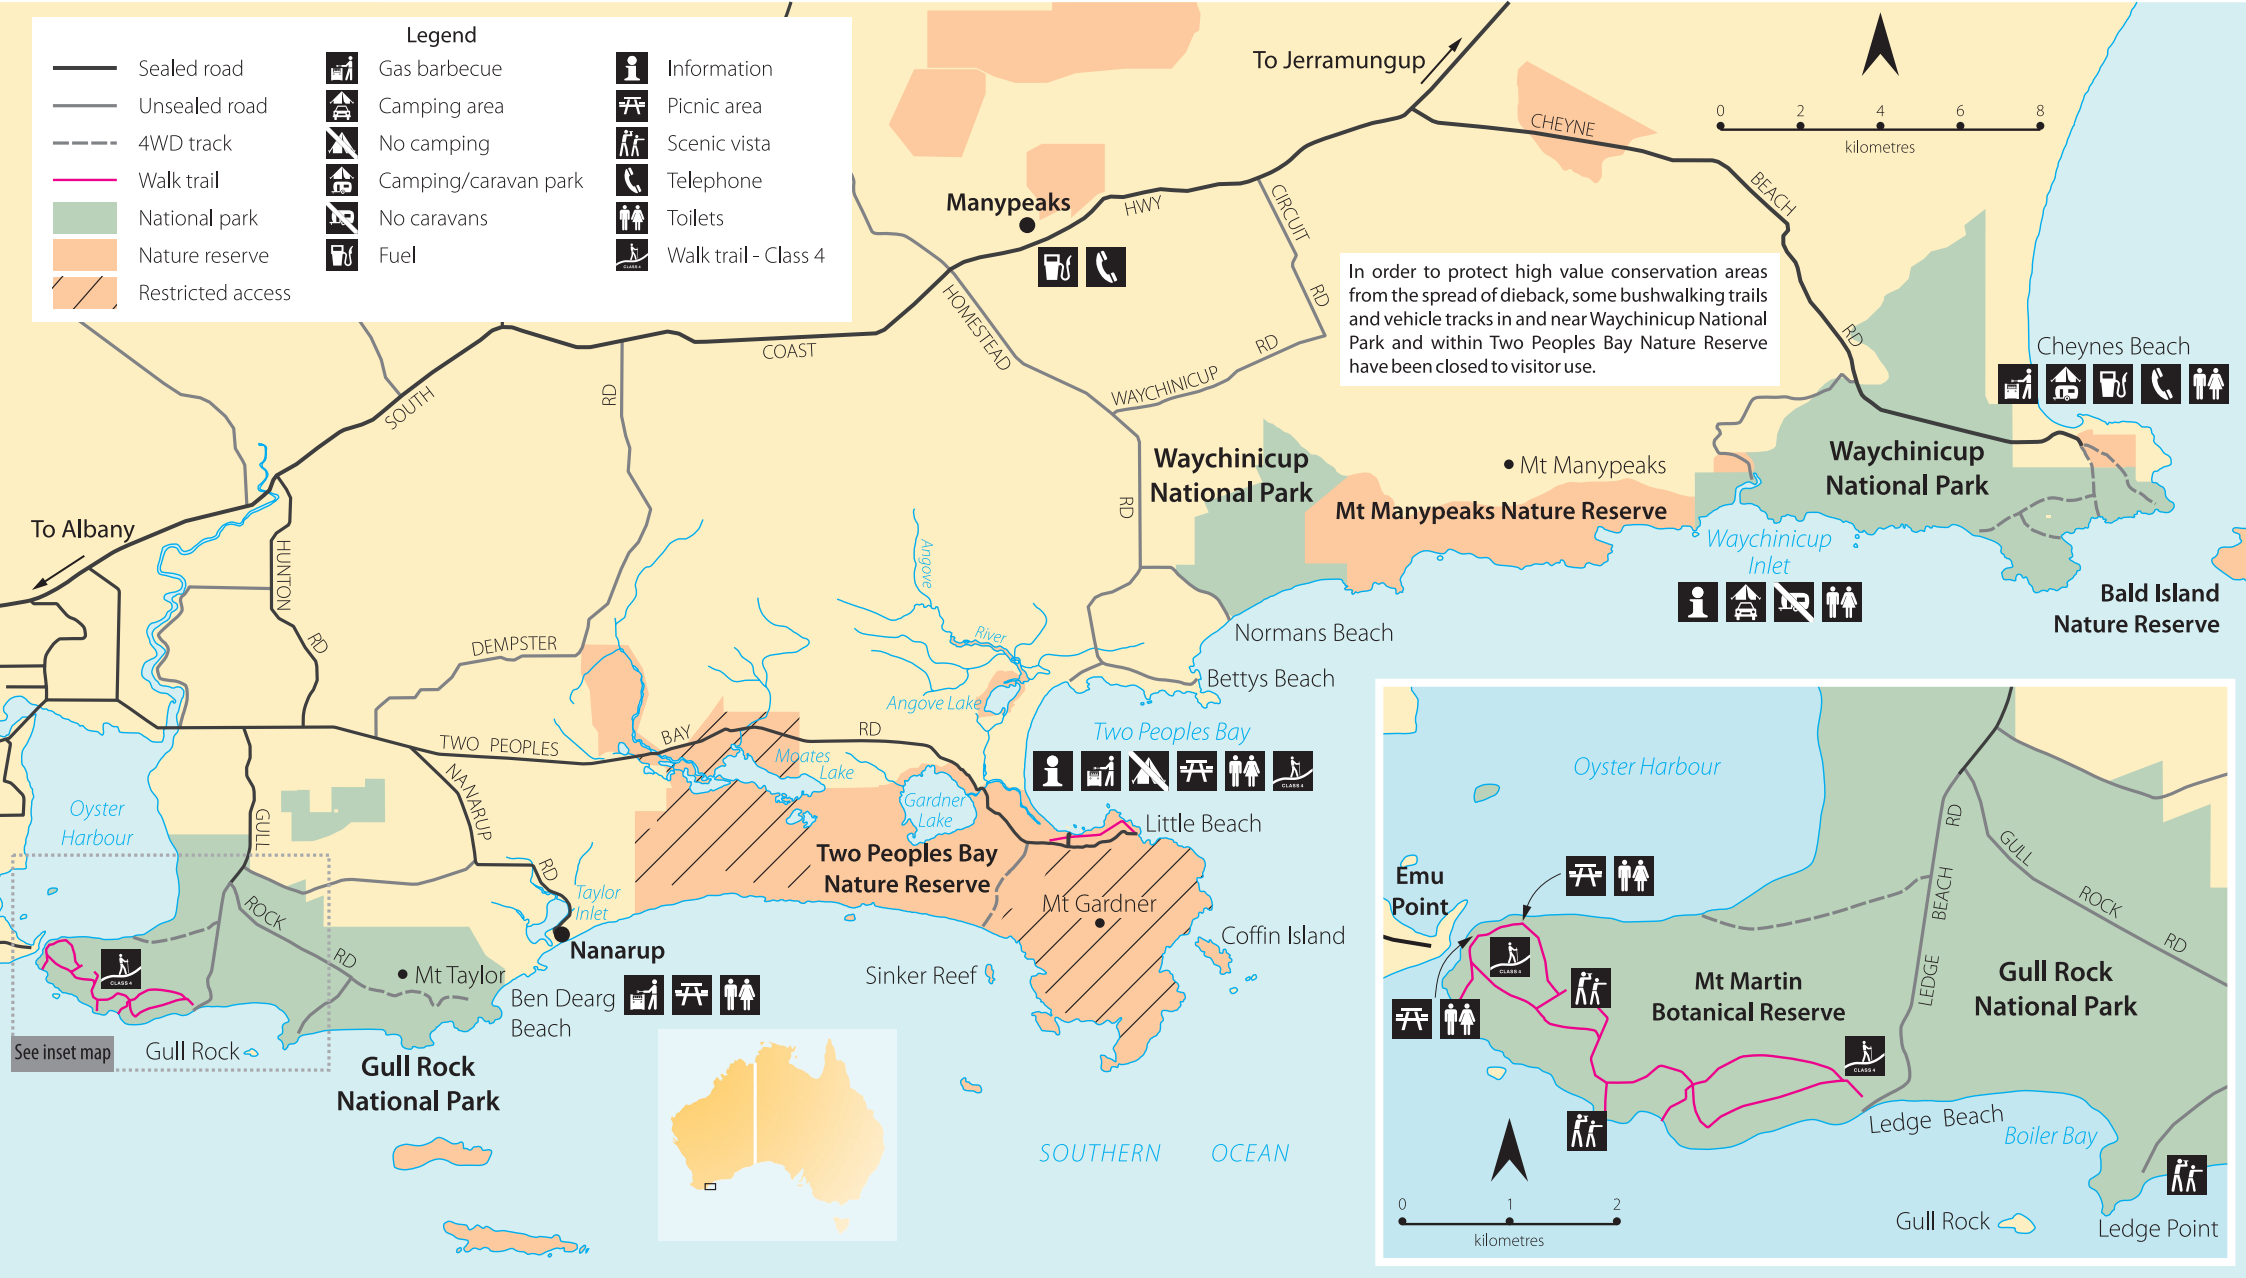 Legend
Sealed road
Unsealed road
4WD track
Walk trail
National park
Nature reserve
Restricted access
Gas barbecue
Camping area
No camping
Camping/caravan park
No caravans
Fuel
Information
Picnic area
Scenic vista
Telephone
Toilets
Walk trail - Class 4
CLASS 4
To Jerramungup
0 2 4 6 8
kilometres
CHEYNE
BEACH
RD
Manypeaks
HWY
CIRCUIT
RD
In order to protect high value conservation areas
from the spread of dieback, some bushwalking trails
and vehicle tracks in and near Waychinicup National
Park and within Two Peoples Bay Nature Reserve
have been closed to visitor use.
HOMESTEAD
RD
WAYCHINICUP
RD
COAST
SOUTH
RD
Cheynes Beach
Waychinicup
National Park
Mt Manypeaks
Mt Manypeaks Nature Reserve
Waychinicup
National Park
Waychinicup
Inlet
Bald Island
Nature Reserve
To Albany
HUNTON
RD
DEMPSTER
Angove
River
Normans Beach
Bettys Beach
Angove Lake
Two Peoples Bay
CLASS 4
TWO PEOPLES
BAY
RD
Moates
Lake
NANARUP
RD
Gardner
Lake
Little Beach
Oyster
Harbour
GULL
ROCK
RD
Two Peoples Bay
Nature Reserve
Taylor
Inlet
Mt Gardner
Nanarup
Coffin Island
Sinker Reef
CLASS 4
Mt Taylor
Ben Dearg
Beach
See inset map
Gull Rock
Gull Rock
National Park
SOUTHERN OCEAN
Oyster Harbour
Emu
Point
CLASS 4
Mt Martin
Botanical Reserve
RD
BEACH
LEDGE
GULL
ROCK
RD
Gull Rock
National Park
CLASS 4
Ledge Beach
Boiler Bay
0 1 2
kilometres
Gull Rock
Ledge Point